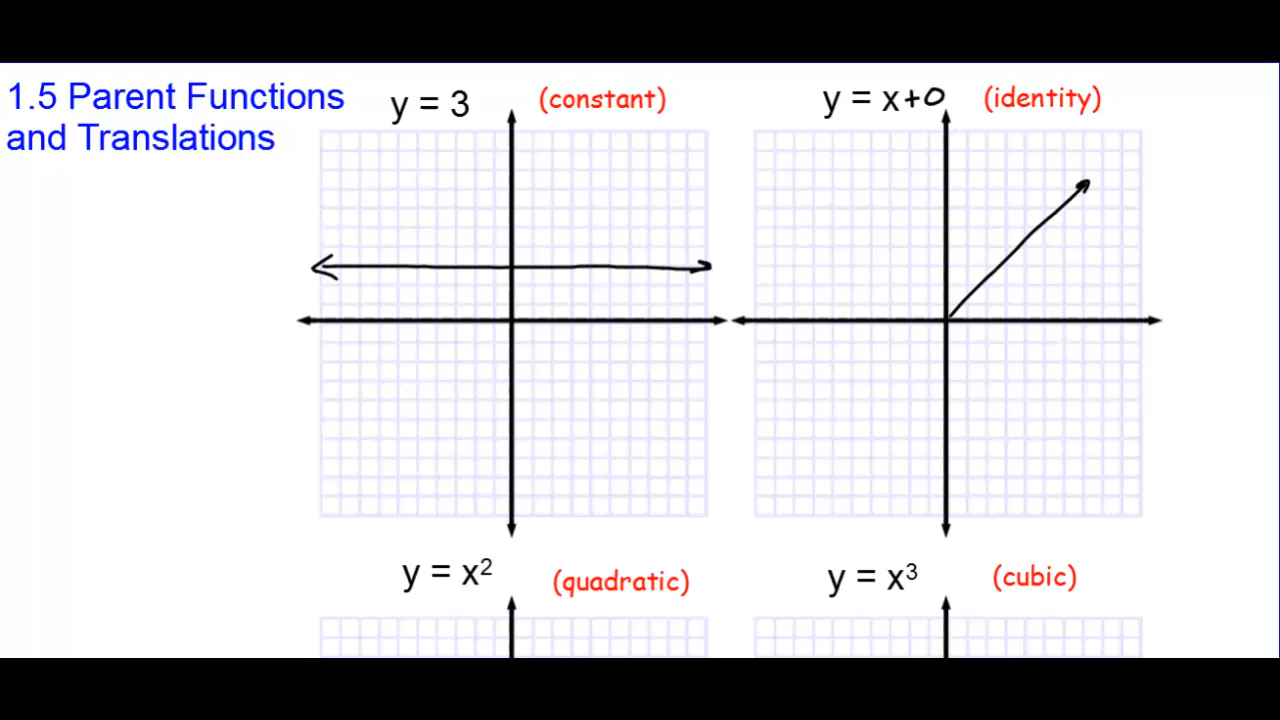 1.5 Parent Functions
and Translations
y = 3 (constant)
y = x+0 (identity)
y = x² (quadratic)
y = x³ (cubic)